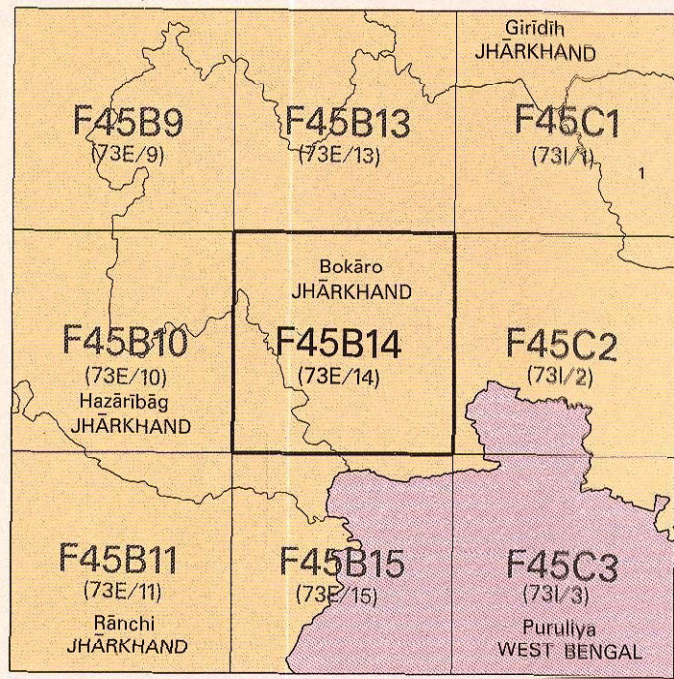 Girīdīh
JHĀRKHAND
F45B9
(73E/9)
F45B13
(73E/13)
F45C1
(73I/1)
1
Bokāro
JHĀRKHAND
F45B10
(73E/10)
Hazārībāg
JHĀRKHAND
F45B14
(73E/14)
F45C2
(73I/2)
F45B11
(73E/11)
Rānchi
JHĀRKHAND
F45B15
(73E/15)
F45C3
(73I/3)
Puruliya
WEST BENGAL